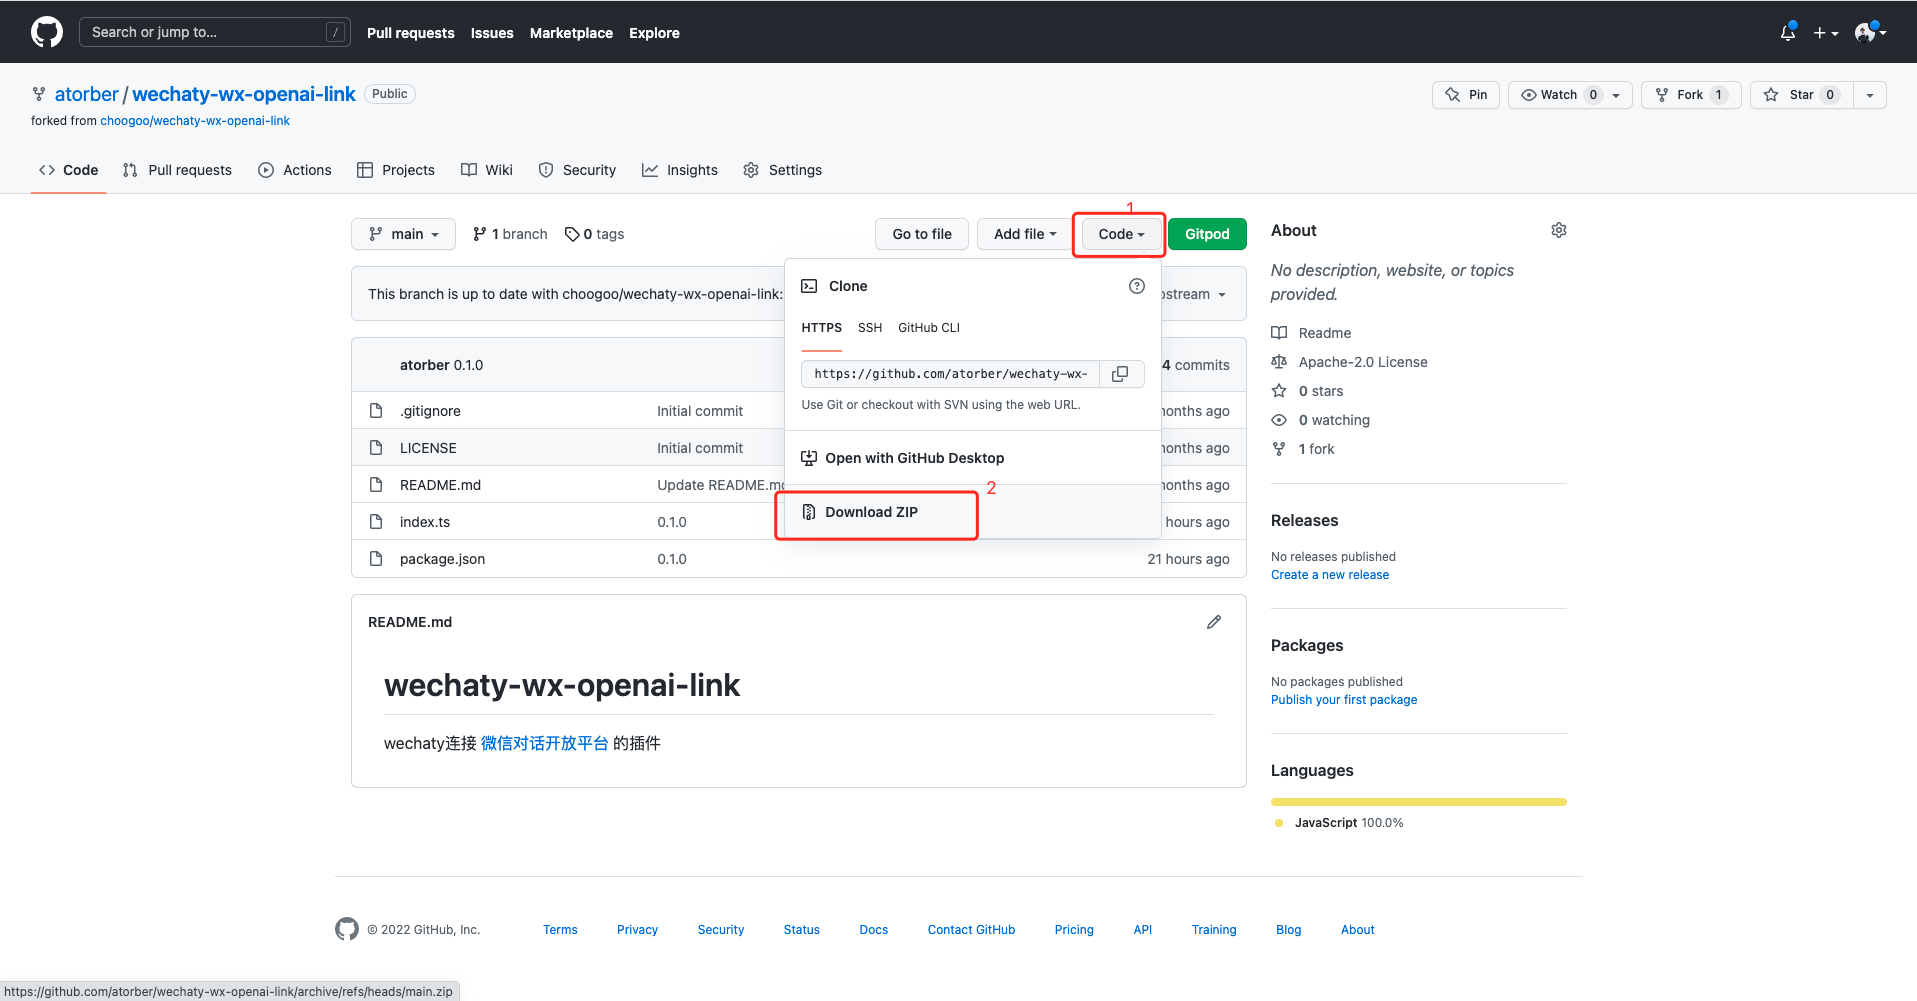 Search or jump to... /
Pull requests Issues Marketplace Explore
atorber / wechaty-wx-openai-link Public
Pin Watch 0 Fork 1 Star 0
forked from choogoo/wechaty-wx-openai-link
Code Pull requests Actions Projects Wiki Security Insights Settings
1
main 1 branch 0 tags Go to file Add file Code Gitpod
This branch is up to date with choogoo/wechaty-wx-openai-link:
Clone
HTTPS SSH GitHub CLI
https://github.com/atorber/wechaty-wx-
Use Git or checkout with SVN using the web URL.
Open with GitHub Desktop
2
Download ZIP
atorber 0.1.0 4 commits
.gitignore Initial commit ago
LICENSE Initial commit ago
README.md Update ago
index.ts 0.1.0 hours ago
package.json 0.1.0 21 hours ago
README.md
wechaty-wx-openai-link
wechaty连接 微信对话开放平台 的插件
About
No description, website, or topics
provided.
Readme
Apache-2.0 License
0 stars
0 watching
1 fork
Releases
No releases published
Create a new release
Packages
No packages published
Publish your first package
Languages
JavaScript 100.0%
© 2022 GitHub, Inc. Terms Privacy Security Status Docs Contact GitHub Pricing API Training Blog About
https://github.com/atorber/wechaty-wx-openai-link/archive/refs/heads/main.zip